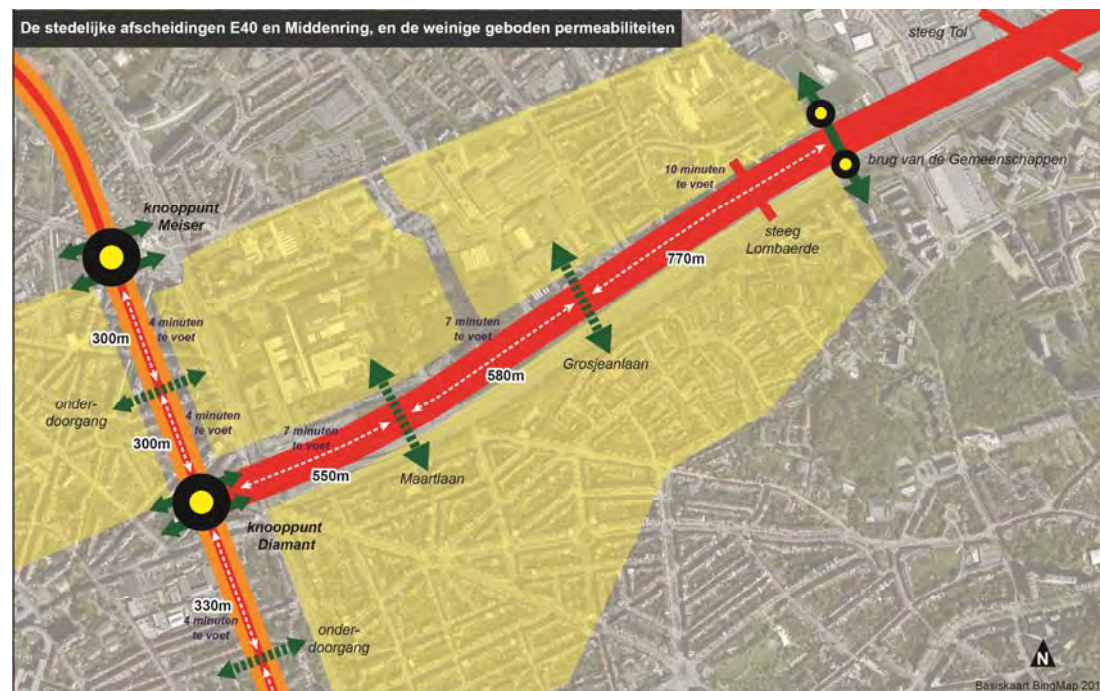 De stedelijke afscheidingen E40 en Middenring, en de weinige geboden permeabiliteiten
steeg Tol
brug van de Gemeenschappen
10 minuten
te voet
steeg
Lombaerde
770m
knooppunt
Meiser
4 minuten
te voet
300m
7 minuten
te voet
580m
Grosjeanlaan
onder-
doorgang
4 minuten
te voet
300m
7 minuten
te voet
550m
Maartlaan
knooppunt
Diamant
330m
4 minuten
te voet
onder-
doorgang
N
Basiskaart BingMap 201